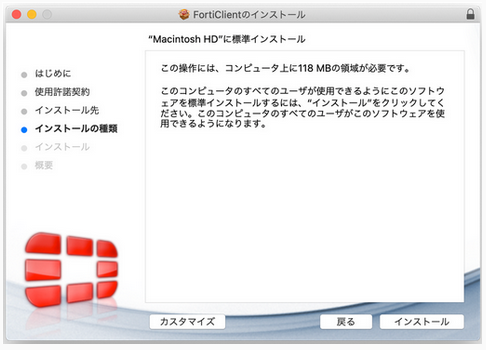 FortiClientのインストール
"Macintosh HD"に標準インストール
はじめに
使用許諾契約
インストール先
インストールの種類
インストール
概要
この操作には、コンピュータ上に118 MBの領域が必要です。
このコンピュータのすべてのユーザが使用できるようにこのソフトウ
ェアを標準インストールするには、"インストール"をクリックしてく
ださい。このコンピュータのすべてのユーザがこのソフトウェアを使
用できるようになります。
カスタマイズ
戻る
インストール